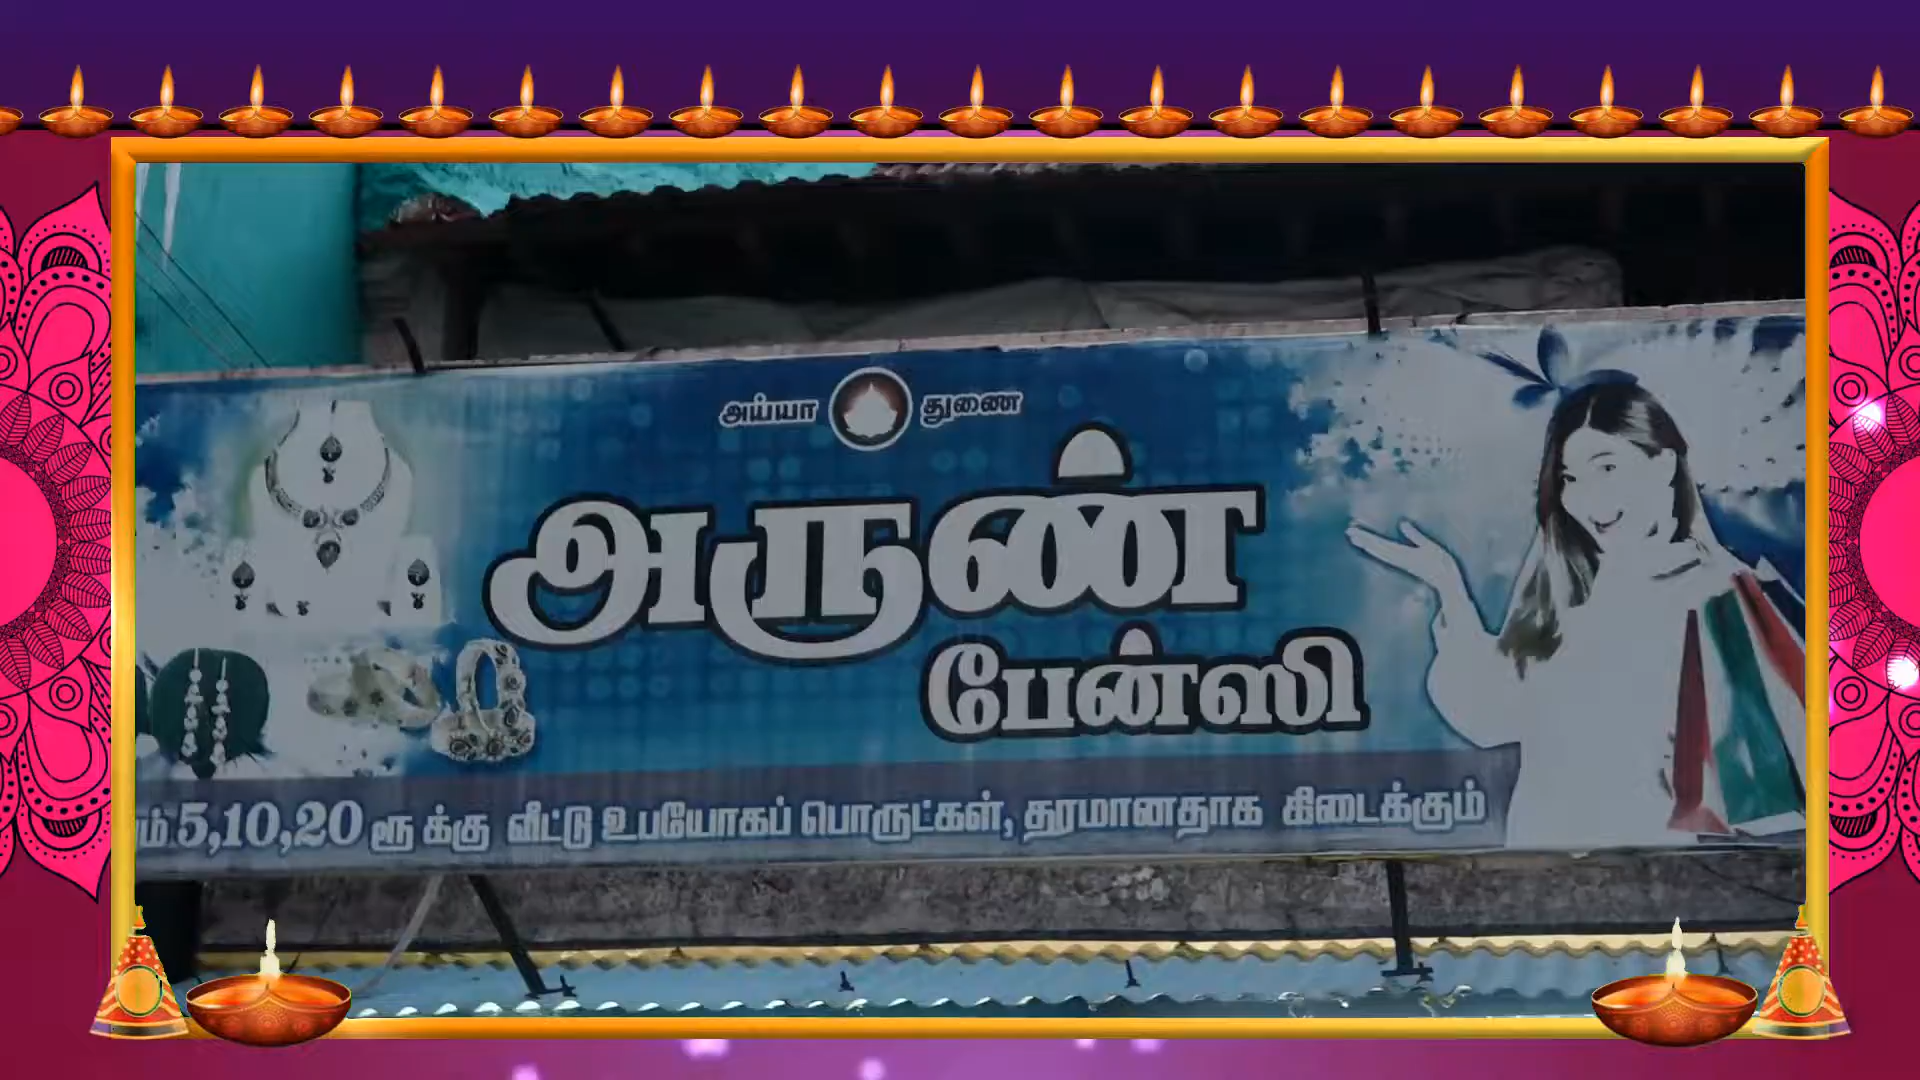 அய்யா துணை
அருண்
பேன்ஸி
5,10,20 ரூ க்கு வீட்டு உபயோகப் பொருட்கள், தரமானதாக கிடைக்கும்